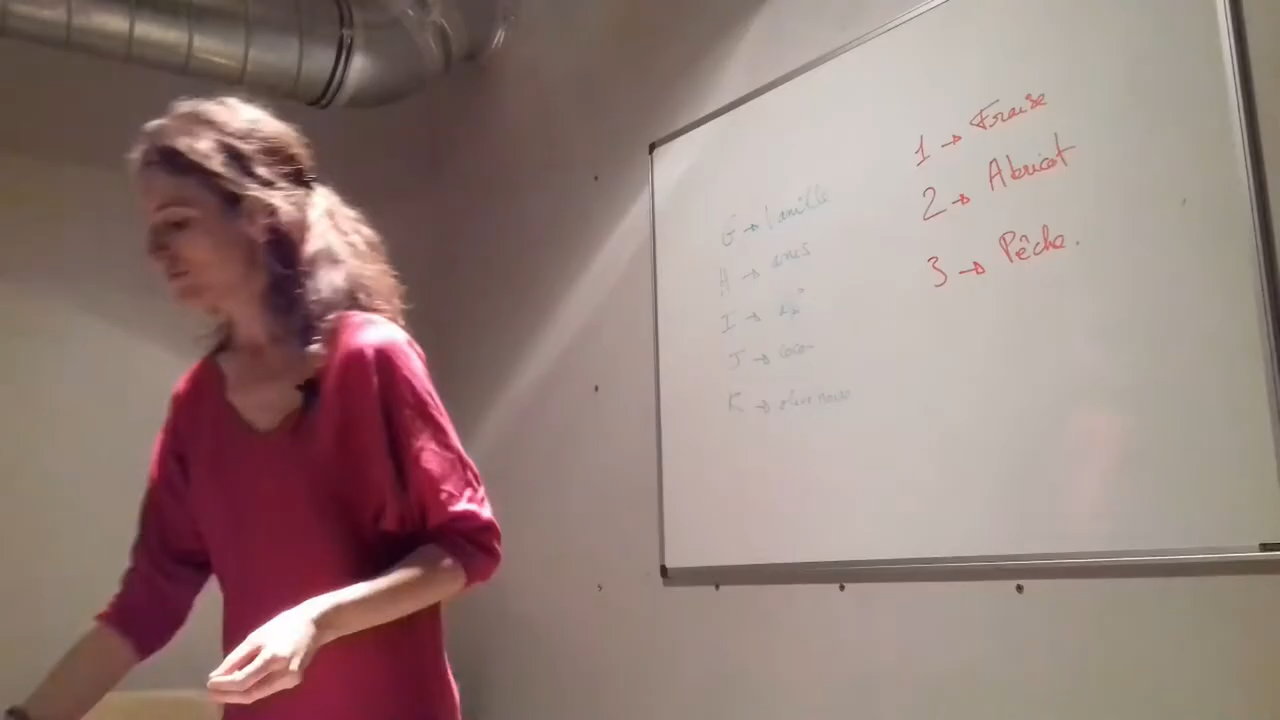 G → Vanille
H → anis
I →
J → coco
K → olive noire
1 → Fraise
2 → Abricot
3 → Pêche.